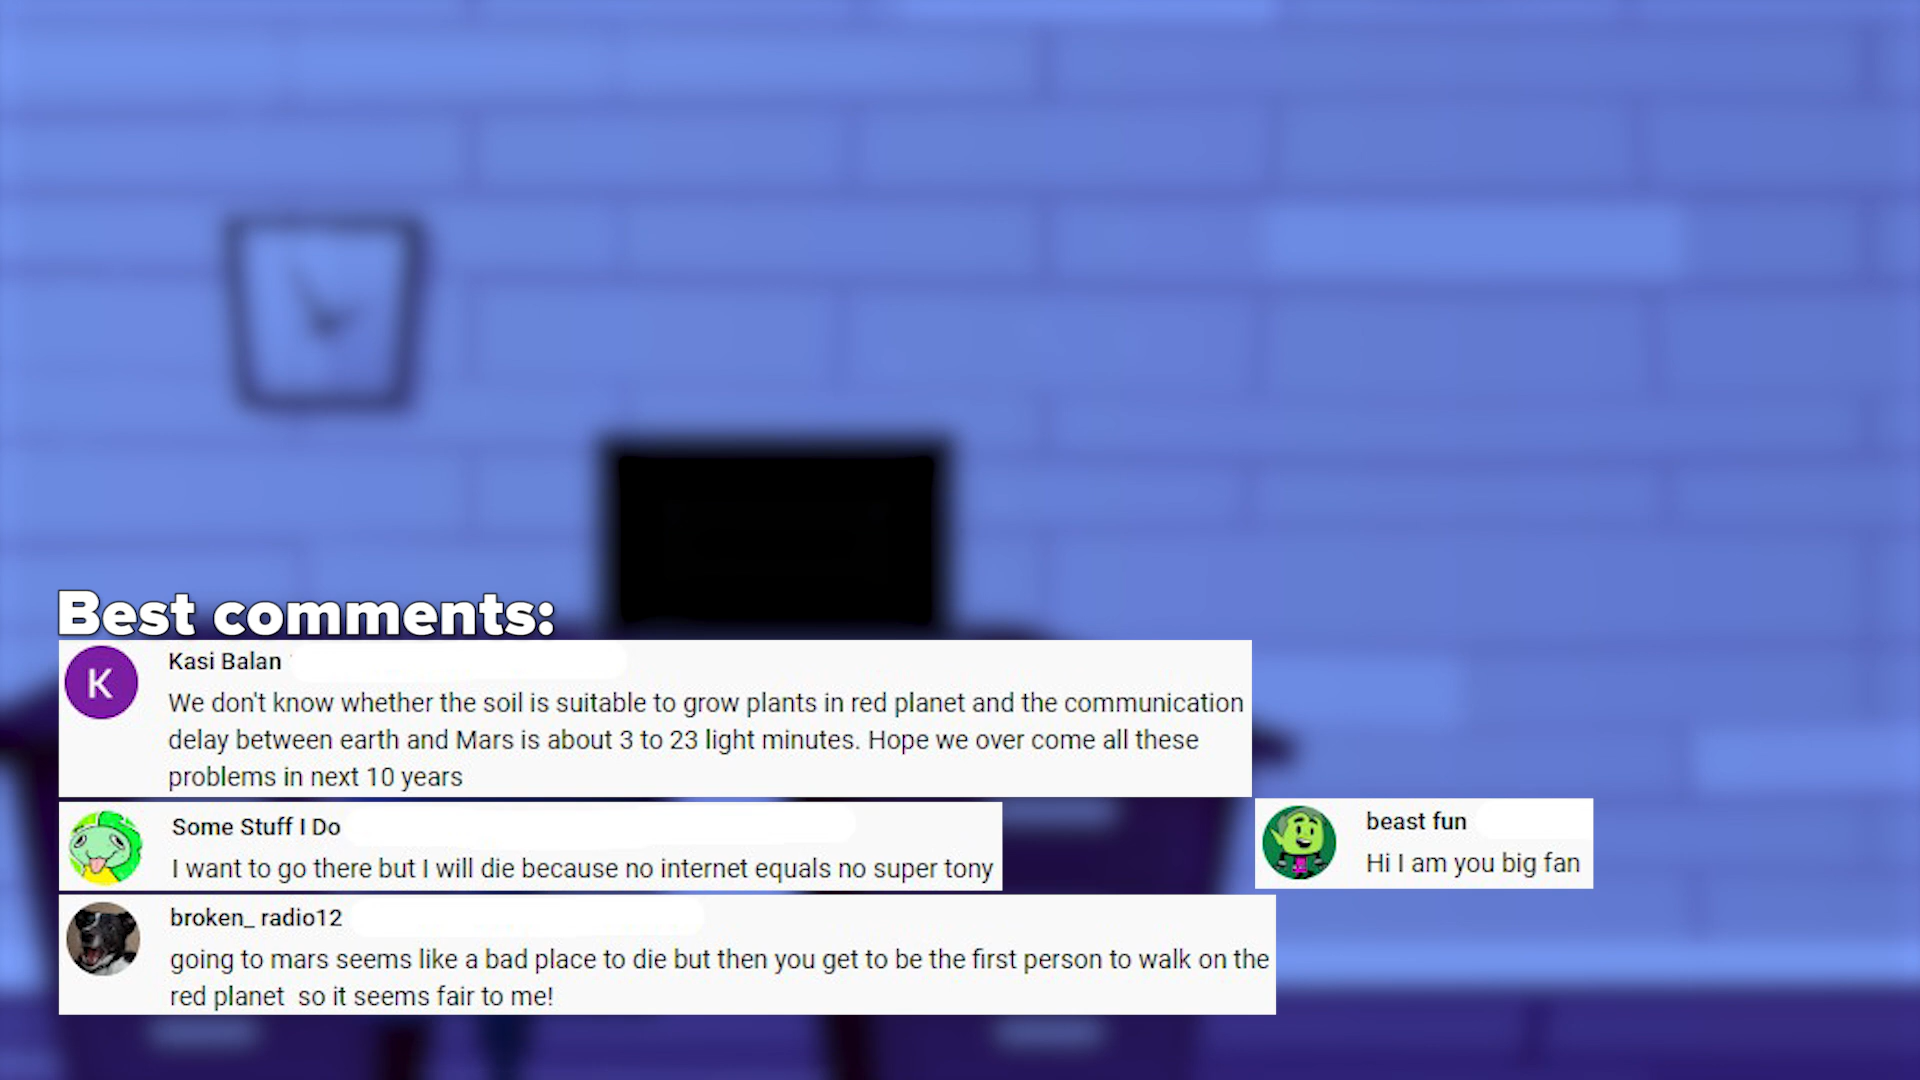 Best comments:
K
Kasi Balan
We don't know whether the soil is suitable to grow plants in red planet and the communication
delay between earth and Mars is about 3 to 23 light minutes. Hope we over come all these
problems in next 10 years
Some Stuff I Do
I want to go there but I will die because no internet equals no super tony
beast fun
Hi I am you big fan
broken_ radio12
going to mars seems like a bad place to die but then you get to be the first person to walk on the
red planet  so it seems fair to me!